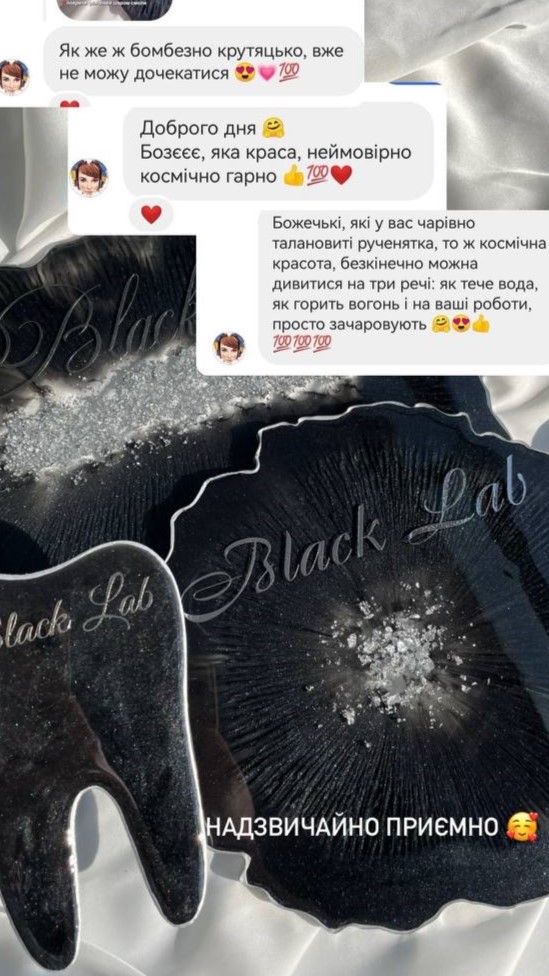 Як же ж бомбезно крутяцько, вже
не можу дочекатися 😍💗💯
Доброго дня 🤗
Бозєєє, яка краса, неймовірно
космічно гарно 👍💯❤️
Божечькі, які у вас чарівно
талановиті рученятка, то ж космічна
красота, безкінечно можна
дивитися на три речі: як тече вода,
як горить вогонь і на ваші роботи,
просто зачаровують 🤗😍👍
💯💯💯
Black
Black Lab
Black Lab
НАДЗВИЧАЙНО ПРИЄМНО 🥰